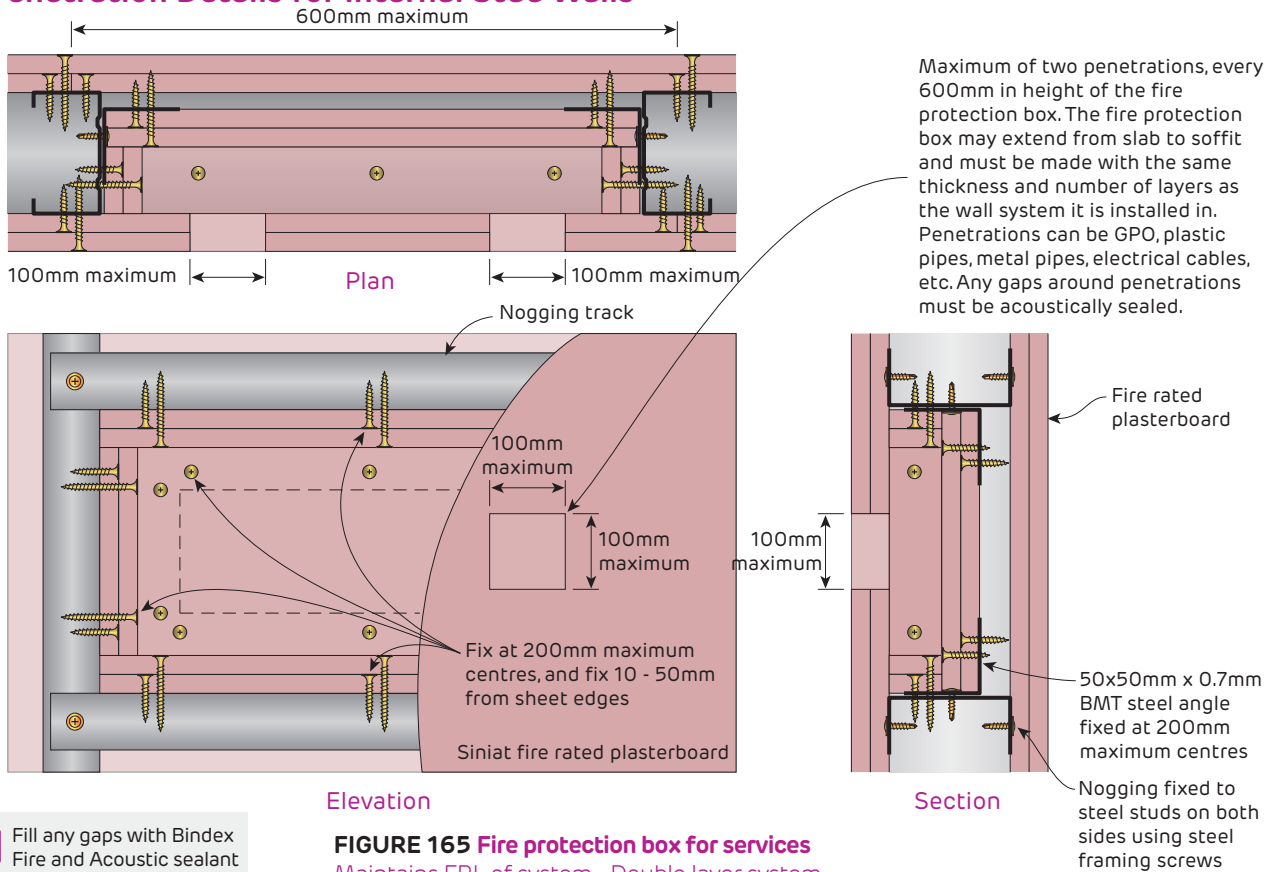 600mm maximum
Maximum of two penetrations, every
600mm in height of the fire
protection box. The fire protection
box may extend from slab to soffit
and must be made with the same
thickness and number of layers as
the wall system it is installed in.
Penetrations can be GPO, plastic
pipes, metal pipes, electrical cables,
etc. Any gaps around penetrations
must be acoustically sealed.
100mm maximum
Plan
100mm maximum
Nogging track
100mm
maximum
100mm
maximum
Fix at 200mm maximum
centres, and fix 10 - 50mm
from sheet edges
Siniat fire rated plasterboard
Elevation
100mm
maximum
Fire rated
plasterboard
50x50mm x 0.7mm
BMT steel angle
fixed at 200mm
maximum centres
Nogging fixed to
steel studs on both
sides using steel
framing screws
Section
Fill any gaps with Bindex
Fire and Acoustic sealant
FIGURE 165 Fire protection box for services
Maintains FRL of system - Double layer system